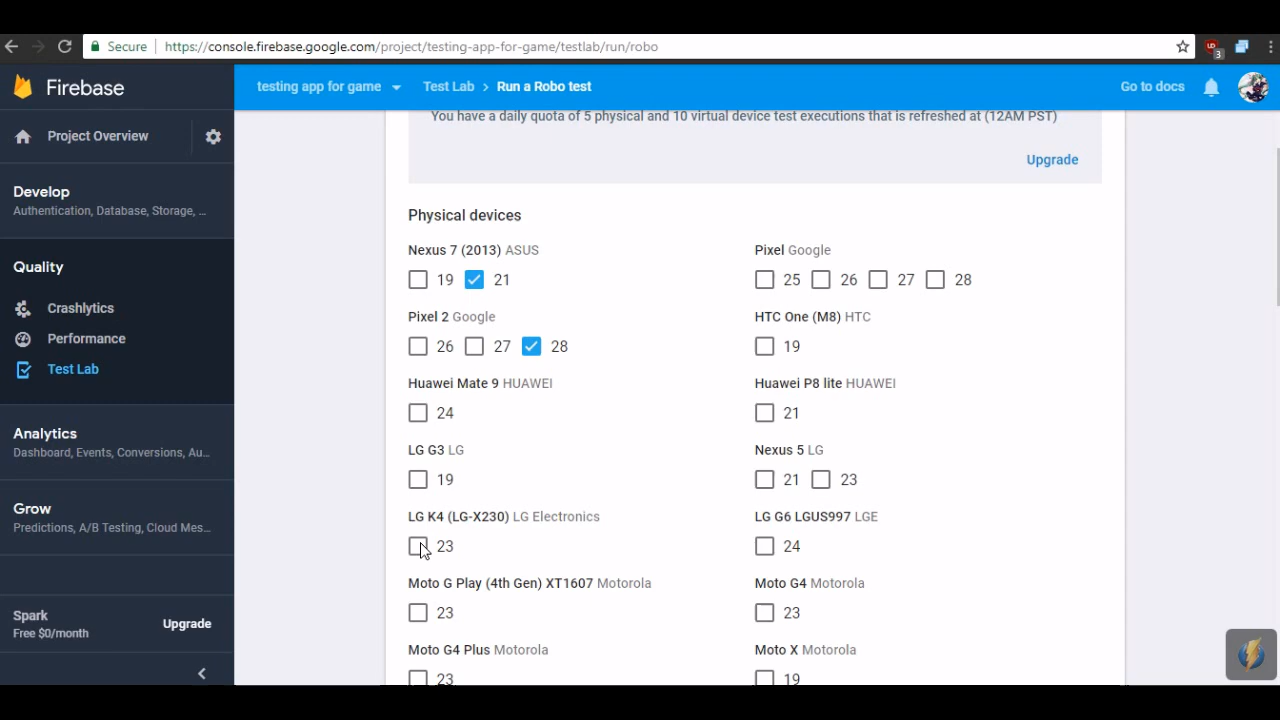 Secure https://console.firebase.google.com/project/testing-app-for-game/testlab/run/robo
UD
3
Firebase
testing app for game
Test Lab > Run a Robo test
Go to docs
Project Overview
Develop
Authentication, Database, Storage, ...
Quality
Crashlytics
Performance
Test Lab
Analytics
Dashboard, Events, Conversions, Au...
Grow
Predictions, A/B Testing, Cloud Mes...
Spark
Free $0/month
Upgrade
You have a daily quota of 5 physical and 10 virtual device test executions that is refreshed at (12AM PST)
Upgrade
Physical devices
Nexus 7 (2013) ASUS
19 21
Pixel Google
25 26 27 28
Pixel 2 Google
26 27 28
HTC One (M8) HTC
19
Huawei Mate 9 HUAWEI
24
Huawei P8 lite HUAWEI
21
LG G3 LG
19
Nexus 5 LG
21 23
LG K4 (LG-X230) LG Electronics
23
LG G6 LGUS997 LGE
24
Moto G Play (4th Gen) XT1607 Motorola
23
Moto G4 Motorola
23
Moto G4 Plus Motorola
23
Moto X Motorola
19